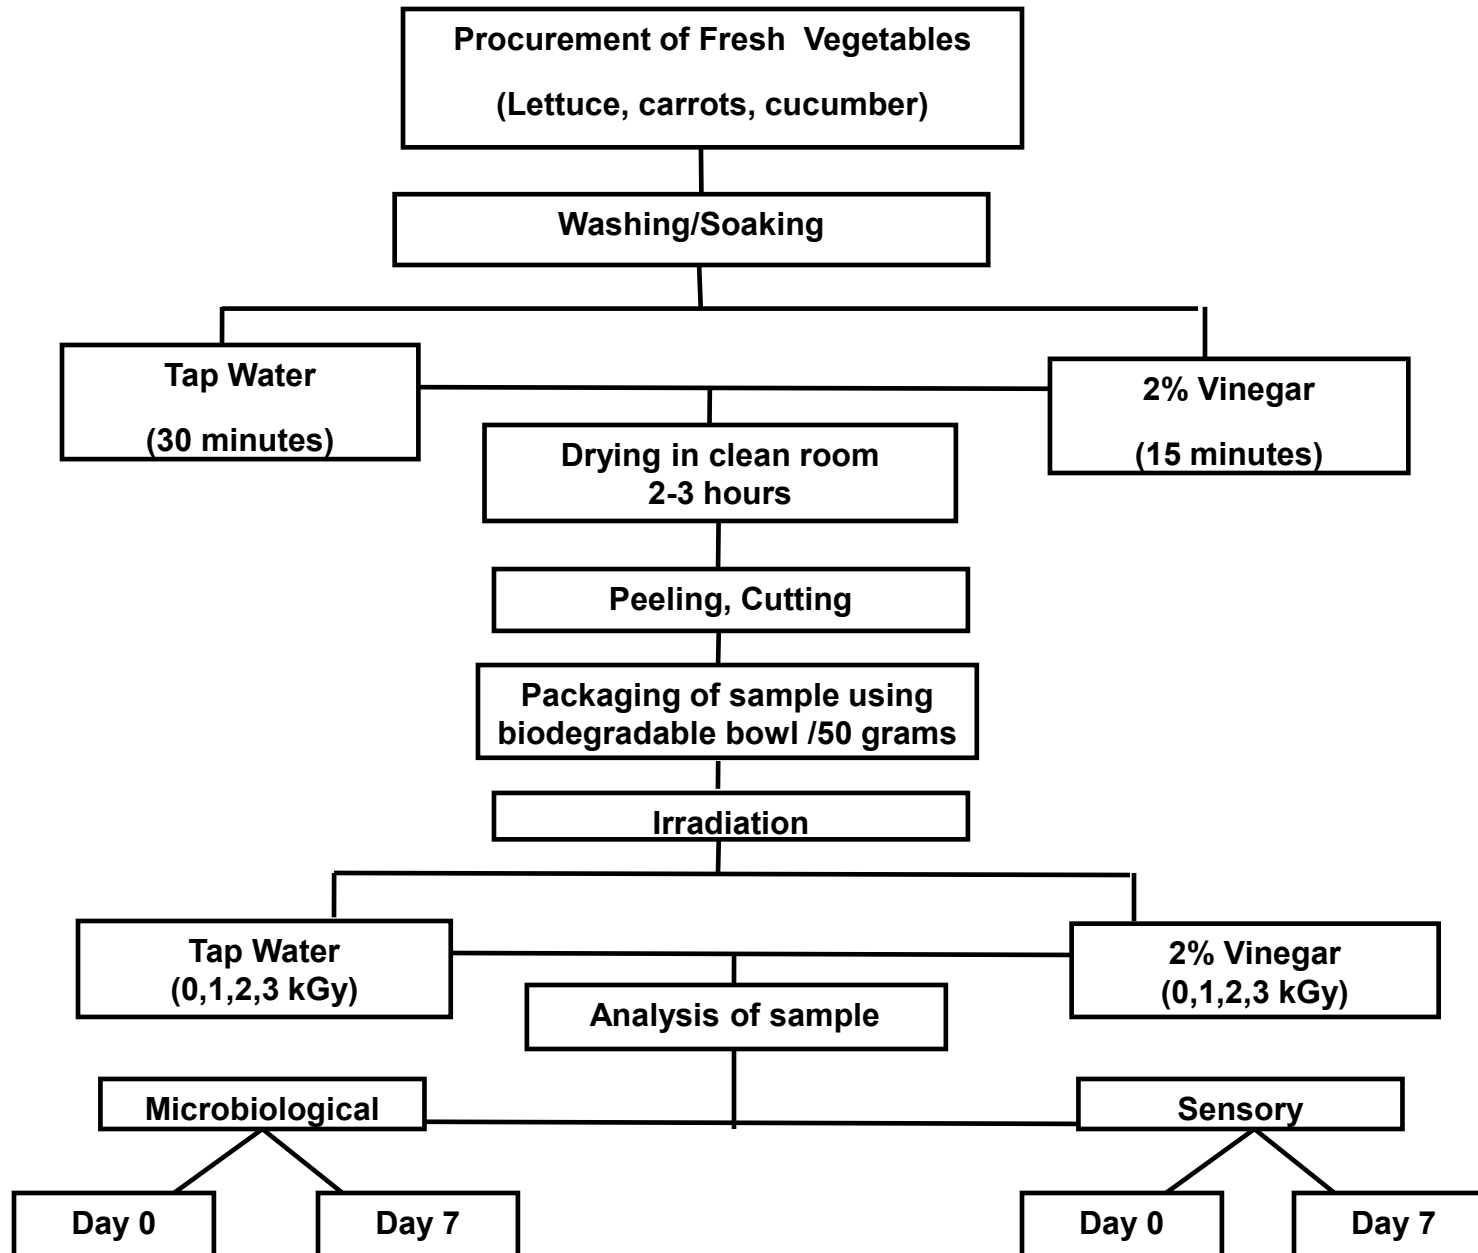 Procurement of Fresh Vegetables
(Lettuce, carrots, cucumber)
Washing/Soaking
Tap Water
(30 minutes)
2% Vinegar
(15 minutes)
Drying in clean room
2-3 hours
Peeling, Cutting
Packaging of sample using
biodegradable bowl /50 grams
Irradiation
Tap Water
(0,1,2,3 kGy)
2% Vinegar
(0,1,2,3 kGy)
Analysis of sample
Microbiological
Sensory
Day 0
Day 7
Day 0
Day 7